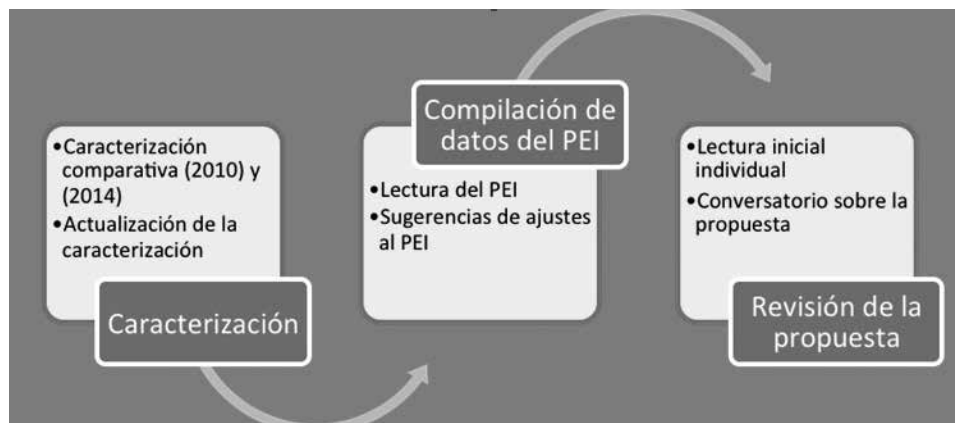 •Caracterización
comparativa (2010) y
(2014)
•Actualización de la
caracterización
Caracterización
Compilación de
datos del PEI
•Lectura del PEI
•Sugerencias de ajustes
al PEI
•Lectura inicial
individual
•Conversatorio sobre la
propuesta
Revisión de la
propuesta